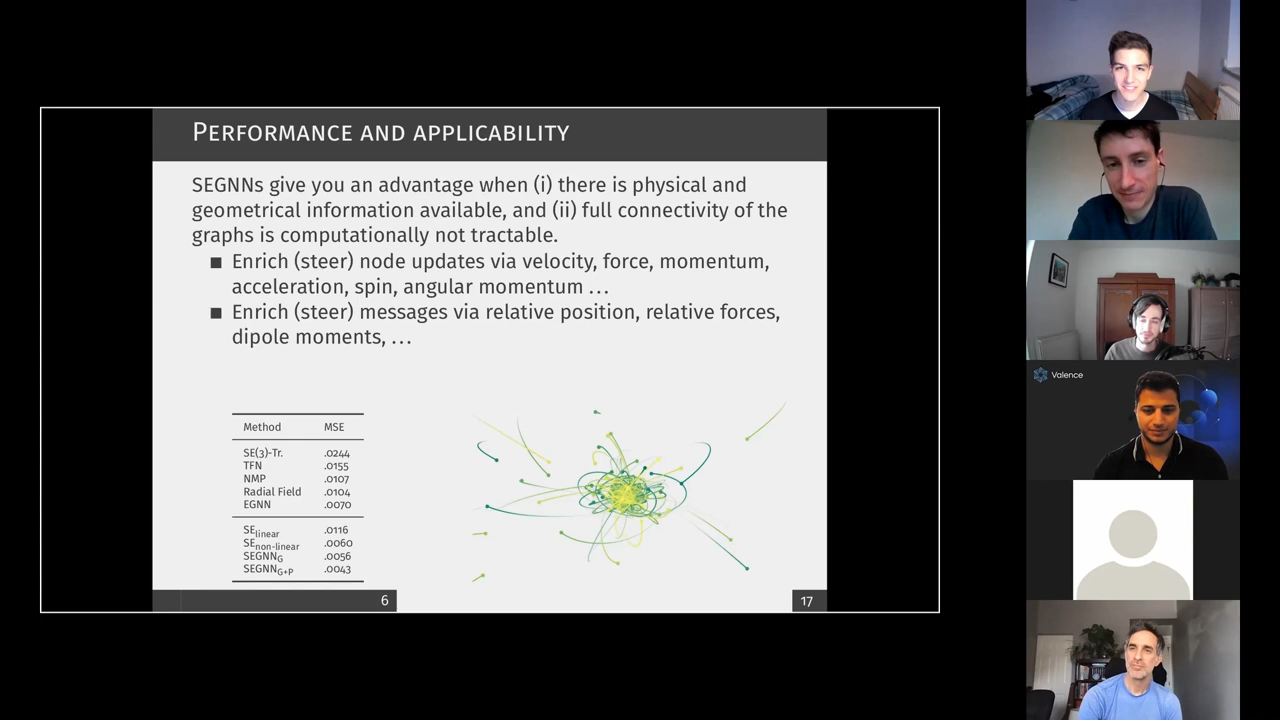 PERFORMANCE AND APPLICABILITY
SEGNNs give you an advantage when (i) there is physical and
geometrical information available, and (ii) full connectivity of the
graphs is computationally not tractable.
■ Enrich (steer) node updates via velocity, force, momentum,
acceleration, spin, angular momentum ...
■ Enrich (steer) messages via relative position, relative forces,
dipole moments, ...
Method MSE
SE(3)-Tr. .0244
TFN .0155
NMP .0107
Radial Field .0104
EGNN .0070
SElinear .0116
SEnon-linear .0060
SEGNNG .0056
SEGNNG+P .0043
6
17
Valence